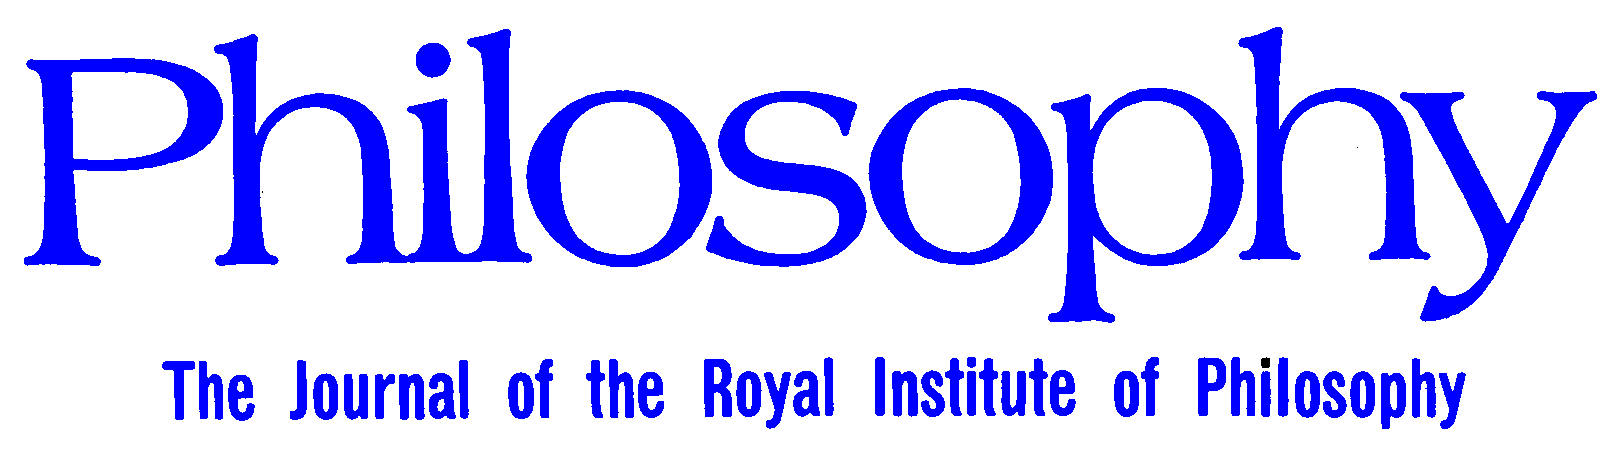 Philosophy
The Journal of the Royal Institute of Philosophy